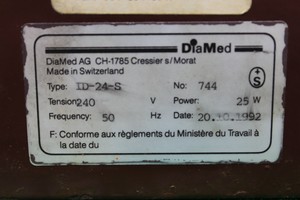 DiaMed
DiaMed AG CH-1785 Cressier s/Morat
Made in Switzerland
+S
Type: ID-24-S No: 744
Tension: 240 V Power: 25 W
Frequency: 50 Hz Date: 20.10.1992
F: Conforme aux règlements du Ministère du Travail à
la date du